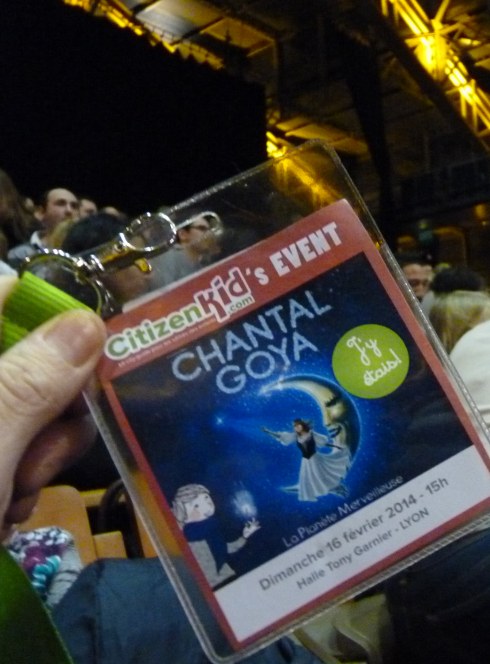 CitizenKid.com's EVENT
CHANTAL
GOYA
j'y
étais!
La Planète Merveilleuse
Dimanche 16 février 2014 - 15h
Halle Tony Garnier - LYON